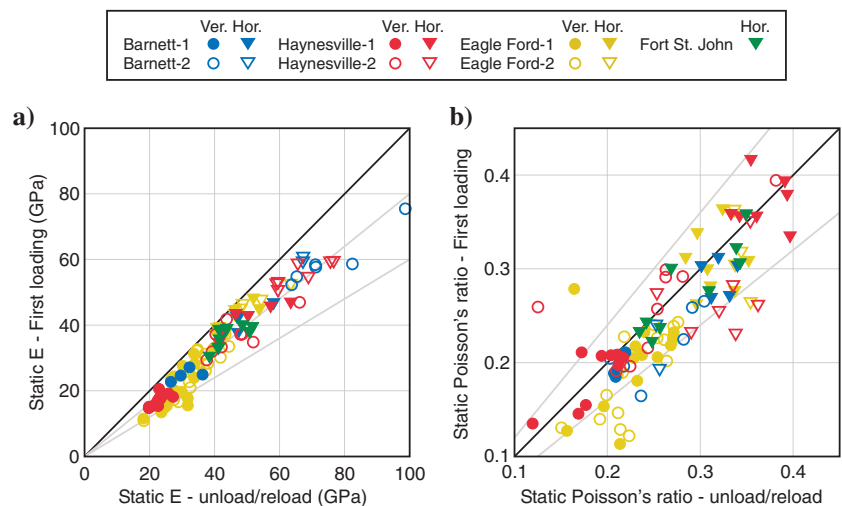 Ver. Hor. Ver. Hor. Ver. Hor. Hor.
Barnett-1 Haynesville-1 Eagle Ford-1 Fort St. John
Barnett-2 Haynesville-2 Eagle Ford-2
a)
100
80
60
40
20
0
0 20 40 60 80 100
Static E - First loading (GPa)
Static E - unload/reload (GPa)
b)
0.4
0.3
0.2
0.1
0.1 0.2 0.3 0.4
Static Poisson's ratio - First loading
Static Poisson's ratio - unload/reload